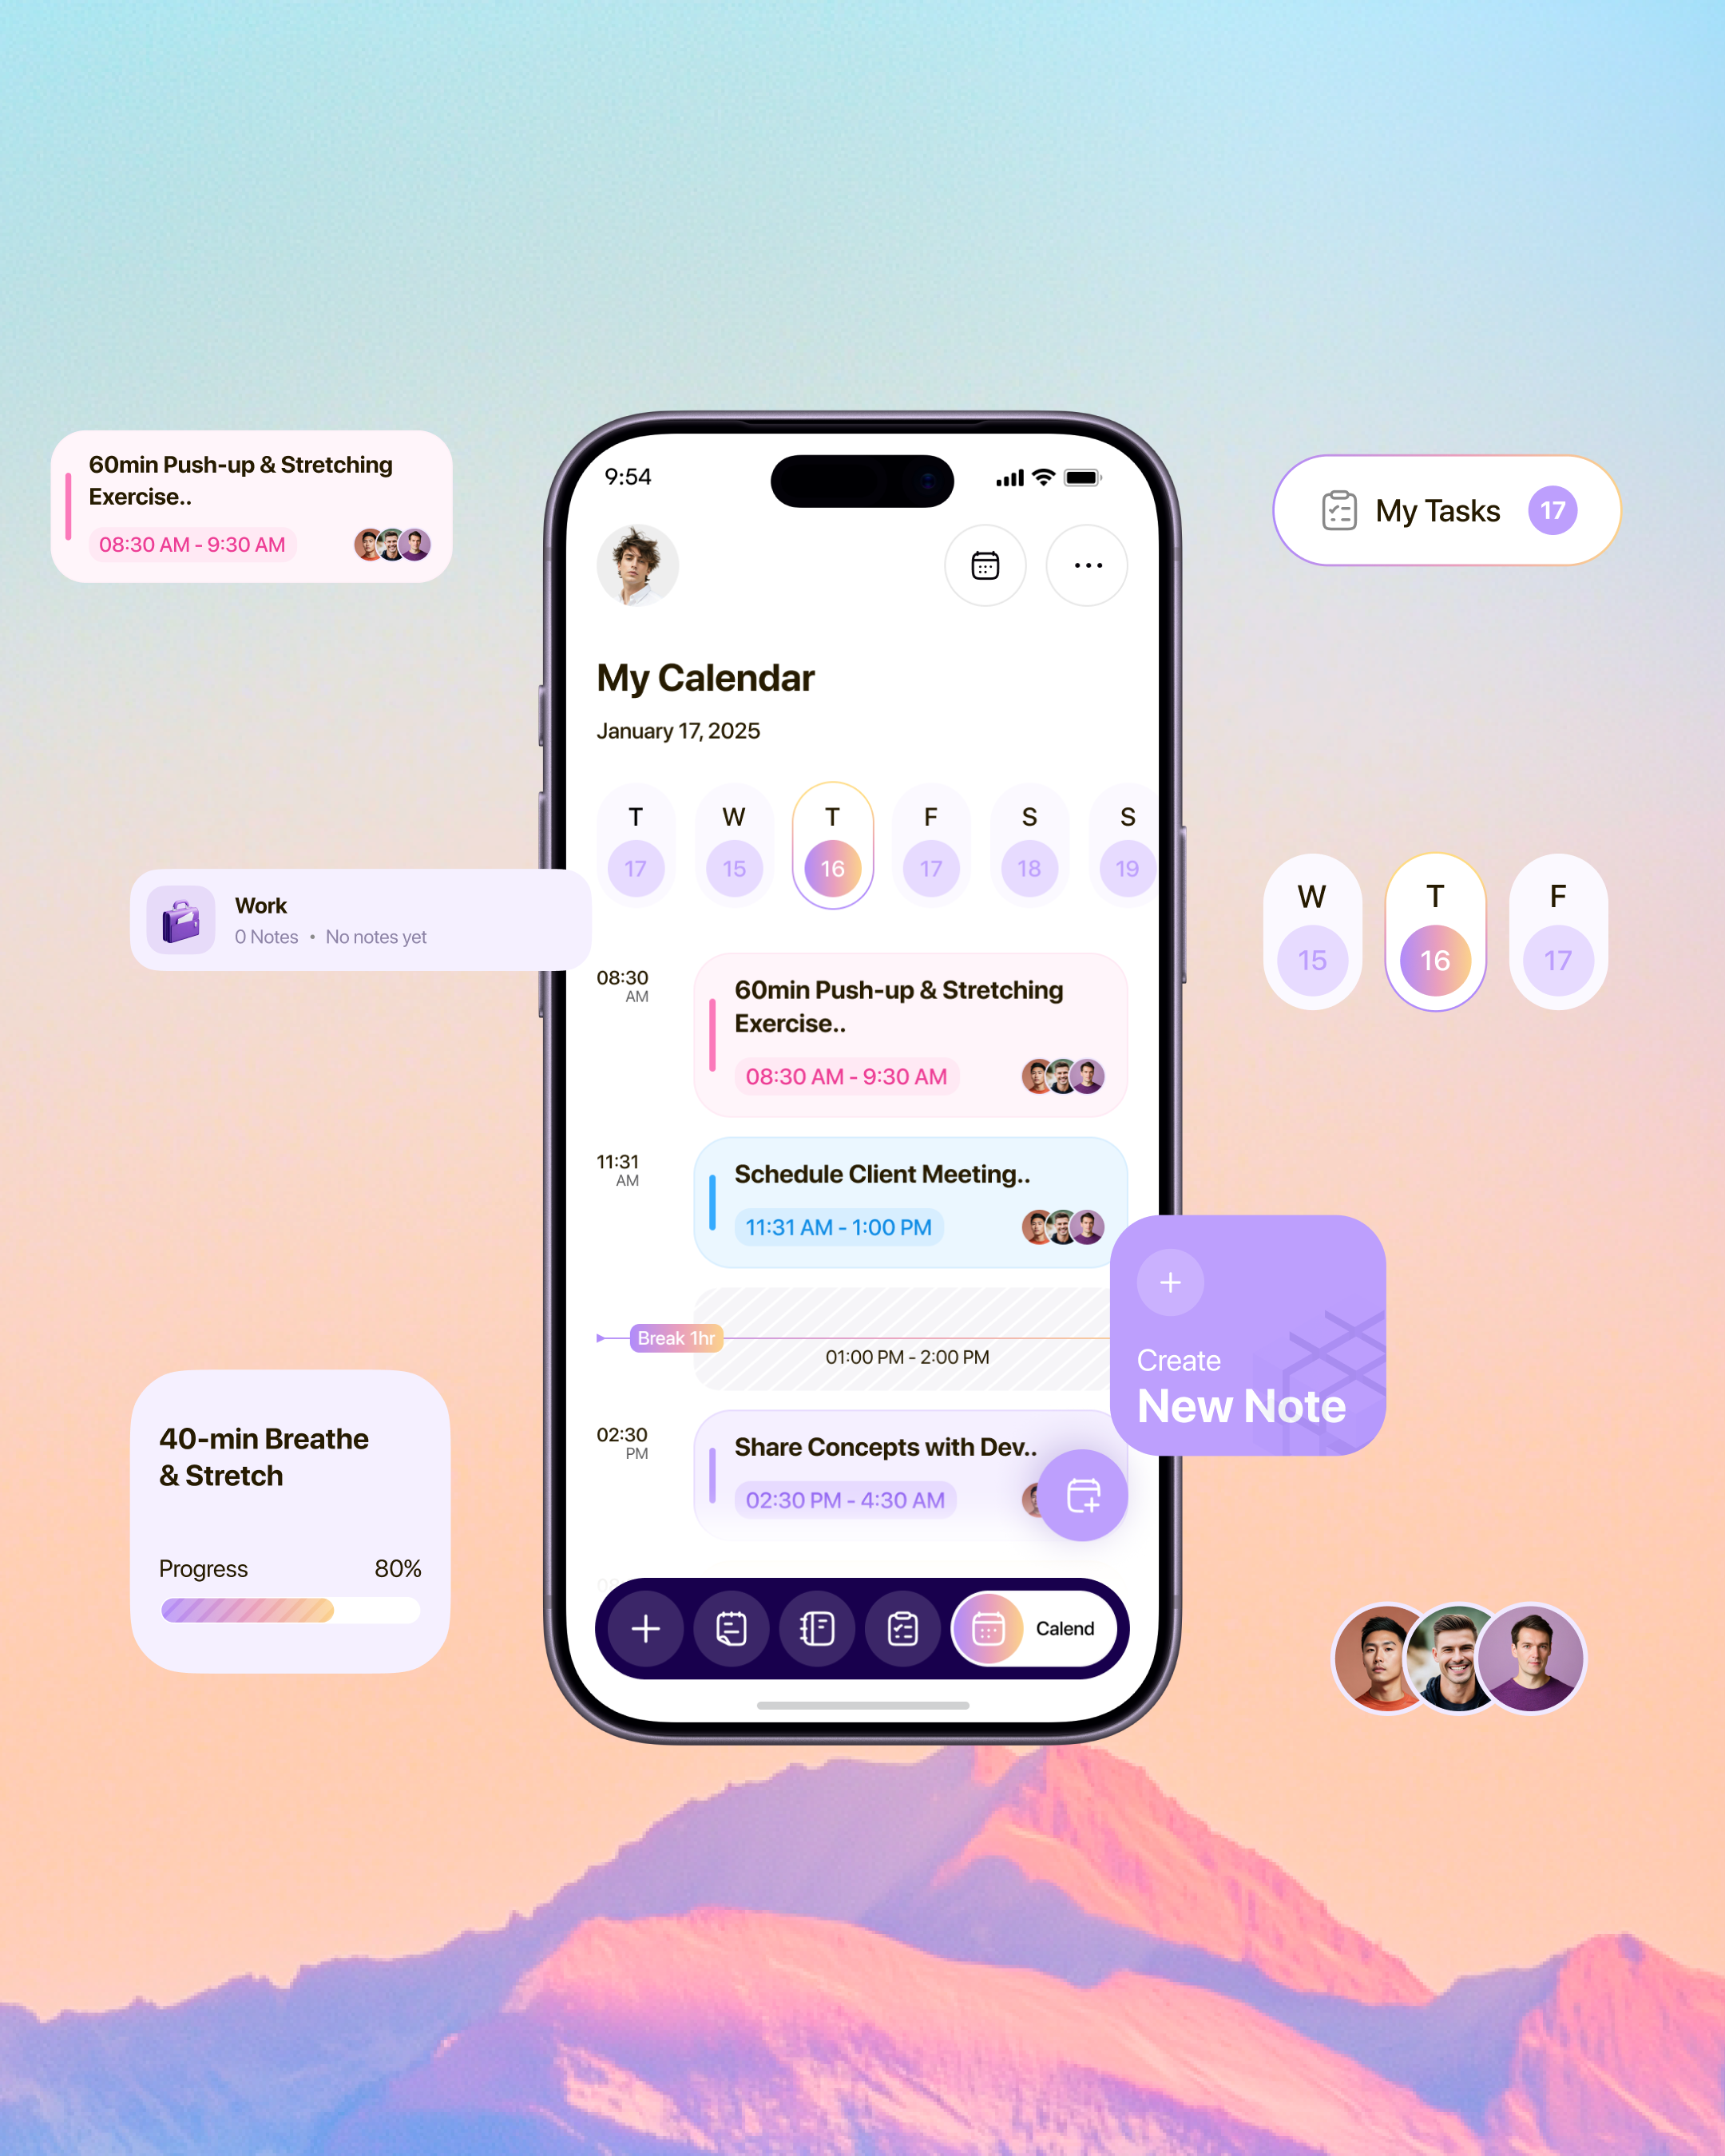 60min Push-up & Stretching
Exercise..
08:30 AM - 9:30 AM
Work
0 Notes • No notes yet
40-min Breathe
& Stretch
Progress 80%
9:54
My Calendar
January 17, 2025
T W T F S S
17 15 16 17 18 19
08:30
AM
60min Push-up & Stretching
Exercise..
08:30 AM - 9:30 AM
11:31
AM
Schedule Client Meeting..
11:31 AM - 1:00 PM
Break 1hr
01:00 PM - 2:00 PM
02:30
PM
Share Concepts with Dev..
02:30 PM - 4:30 AM
Calend
My Tasks 17
W T F
15 16 17
Create
New Note